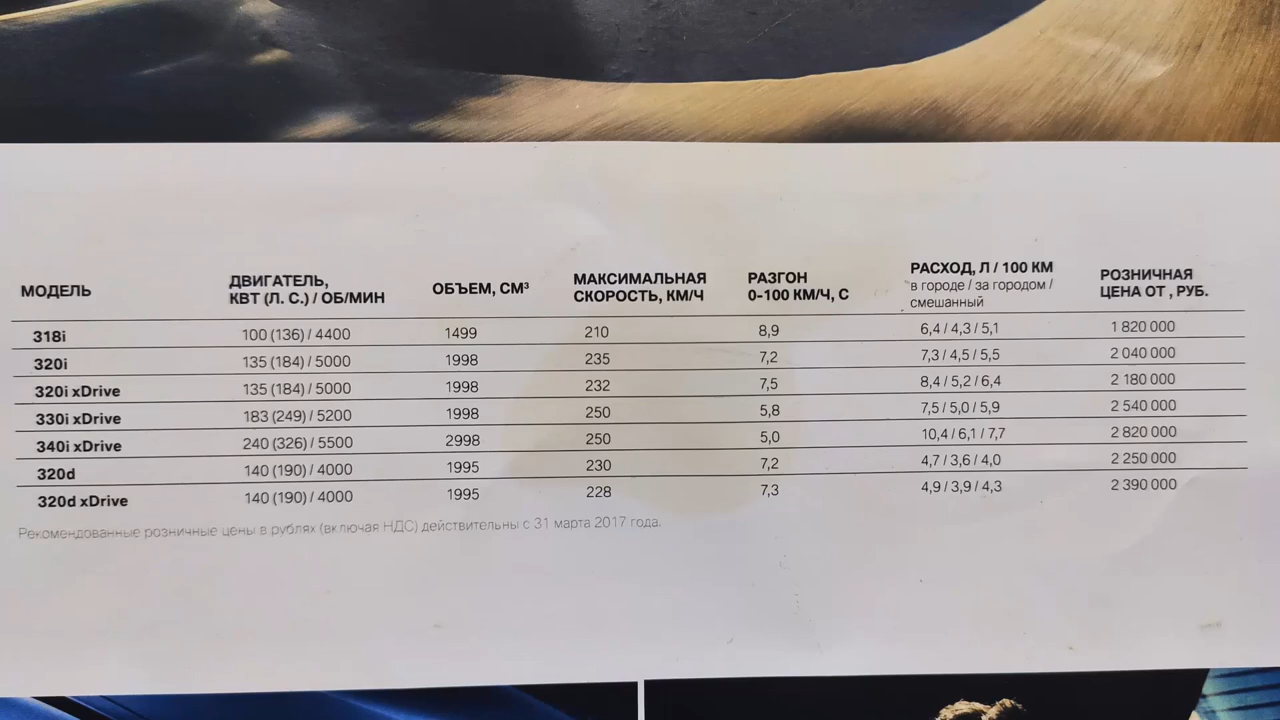 МОДЕЛЬ ДВИГАТЕЛЬ, КВТ (Л. С.) / ОБ/МИН ОБЪЕМ, СМ³ МАКСИМАЛЬНАЯ СКОРОСТЬ, КМ/Ч РАЗГОН 0-100 КМ/Ч, С РАСХОД, Л / 100 КМ в городе / за городом / смешанный РОЗНИЧНАЯ ЦЕНА ОТ , РУБ.
318i 100 (136) / 4400 1499 210 8,9 6,4 / 4,3 / 5,1 1 820 000
320i 135 (184) / 5000 1998 235 7,2 7,3 / 4,5 / 5,5 2 040 000
320i xDrive 135 (184) / 5000 1998 232 7,5 8,4 / 5,2 / 6,4 2 180 000
330i xDrive 183 (249) / 5200 1998 250 5,8 7,5 / 5,0 / 5,9 2 540 000
340i xDrive 240 (326) / 5500 2998 250 5,0 10,4 / 6,1 / 7,7 2 820 000
320d 140 (190) / 4000 1995 230 7,2 4,7 / 3,6 / 4,0 2 250 000
320d xDrive 140 (190) / 4000 1995 228 7,3 4,9 / 3,9 / 4,3 2 390 000
Рекомендованные розничные цены в рублях (включая НДС) действительны с 31 марта 2017 года.